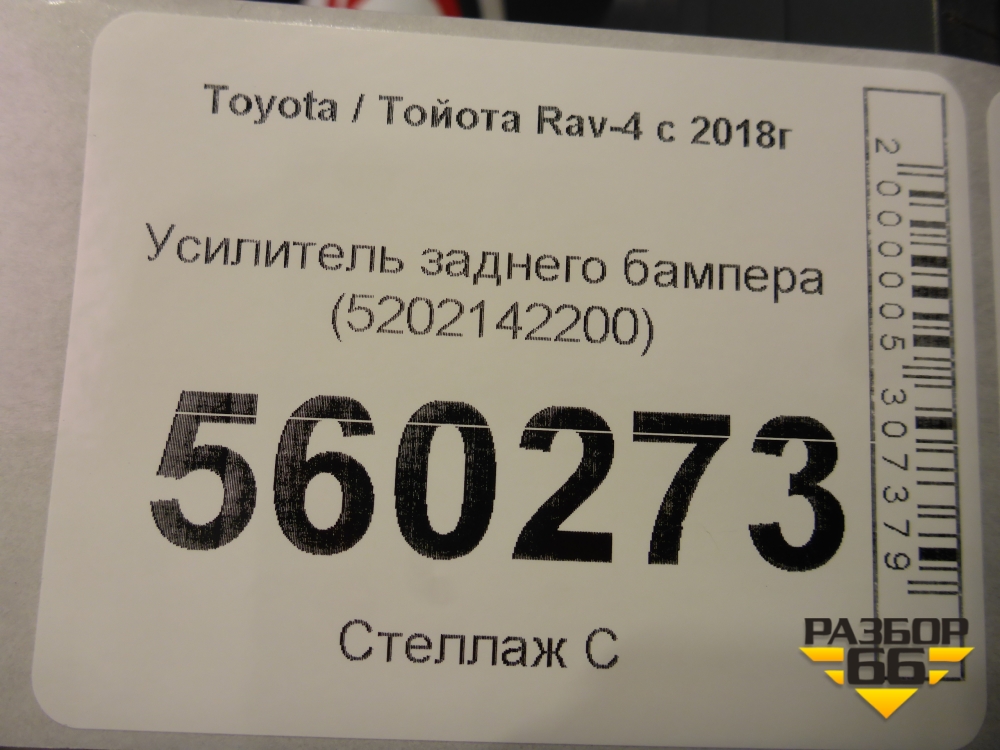 Toyota / Тойота Rav-4 с 2018г
Усилитель заднего бампера
(5202142200)
560273
Стеллаж С
2000005307379
РАЗБОР
66